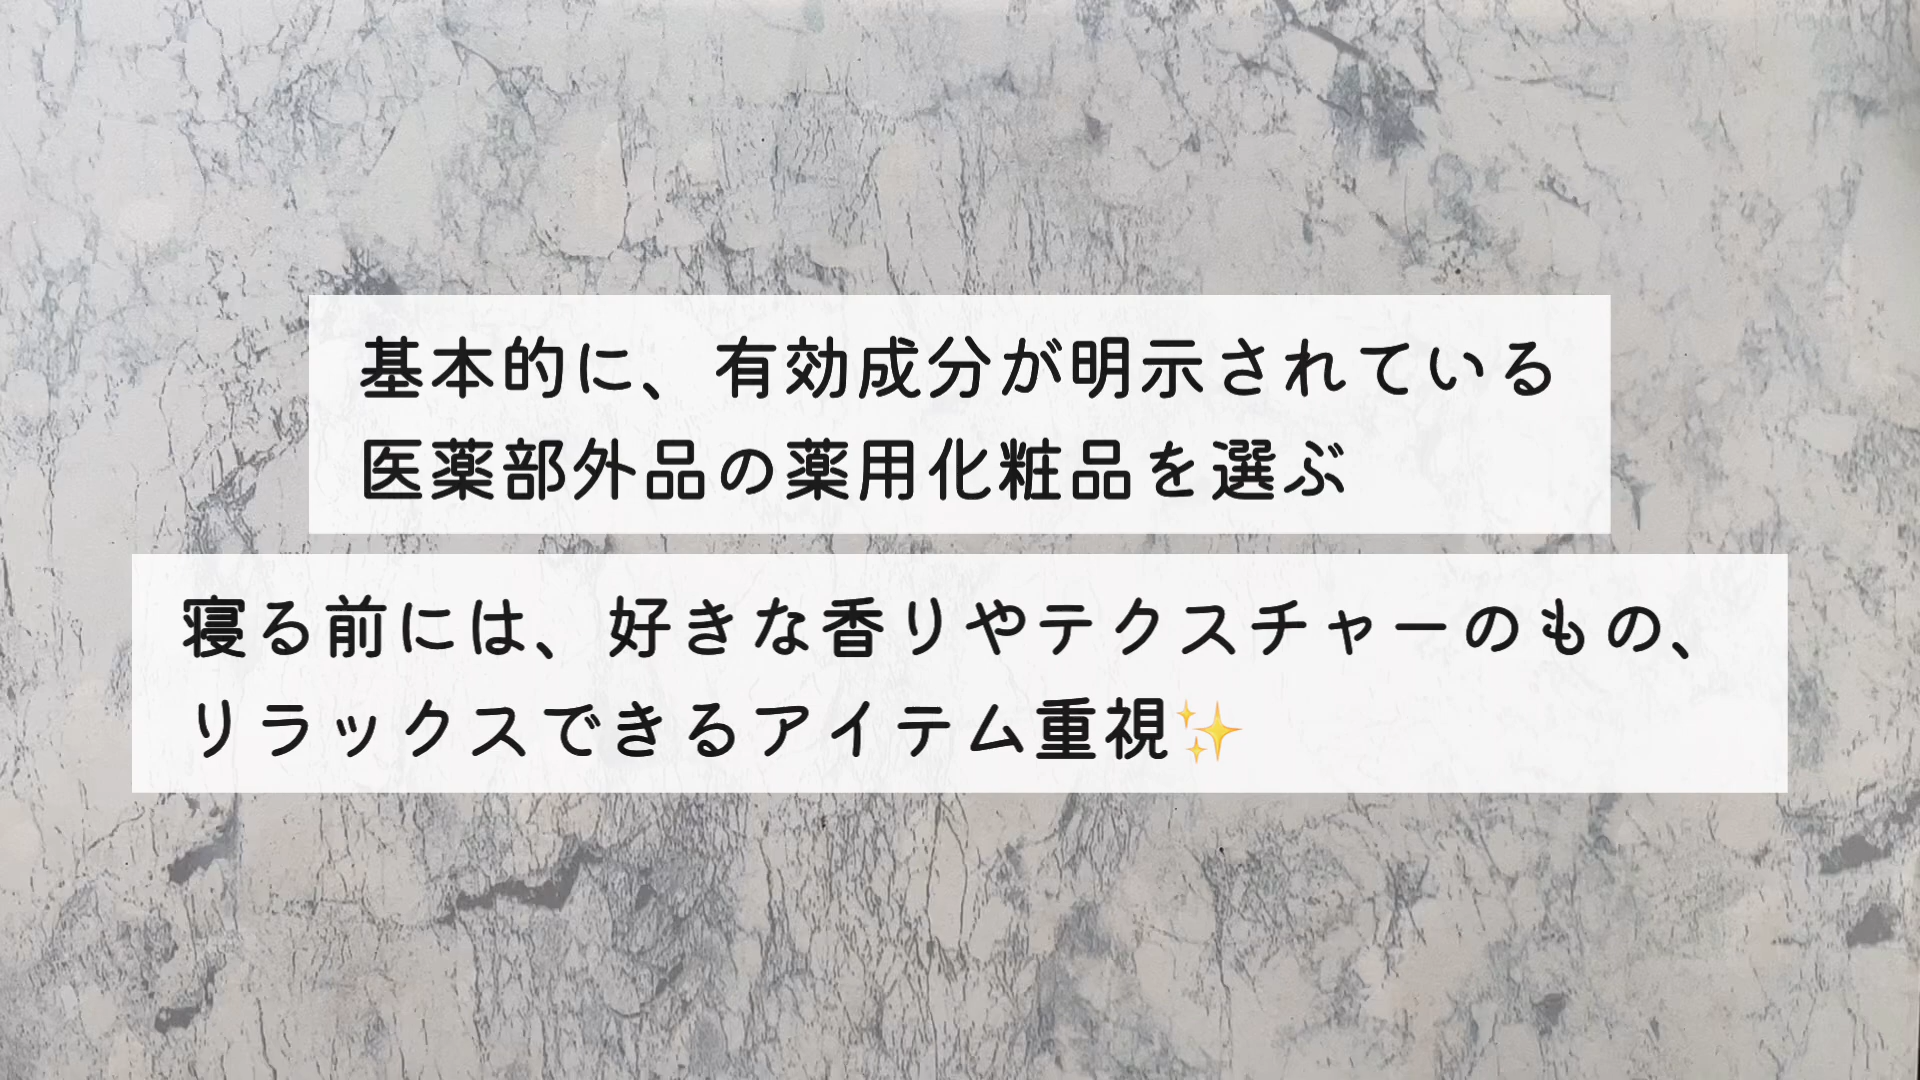 基本的に、有効成分が明示されている
医薬部外品の薬用化粧品を選ぶ
寝る前には、好きな香りやテクスチャーのもの、
リラックスできるアイテム重視✨